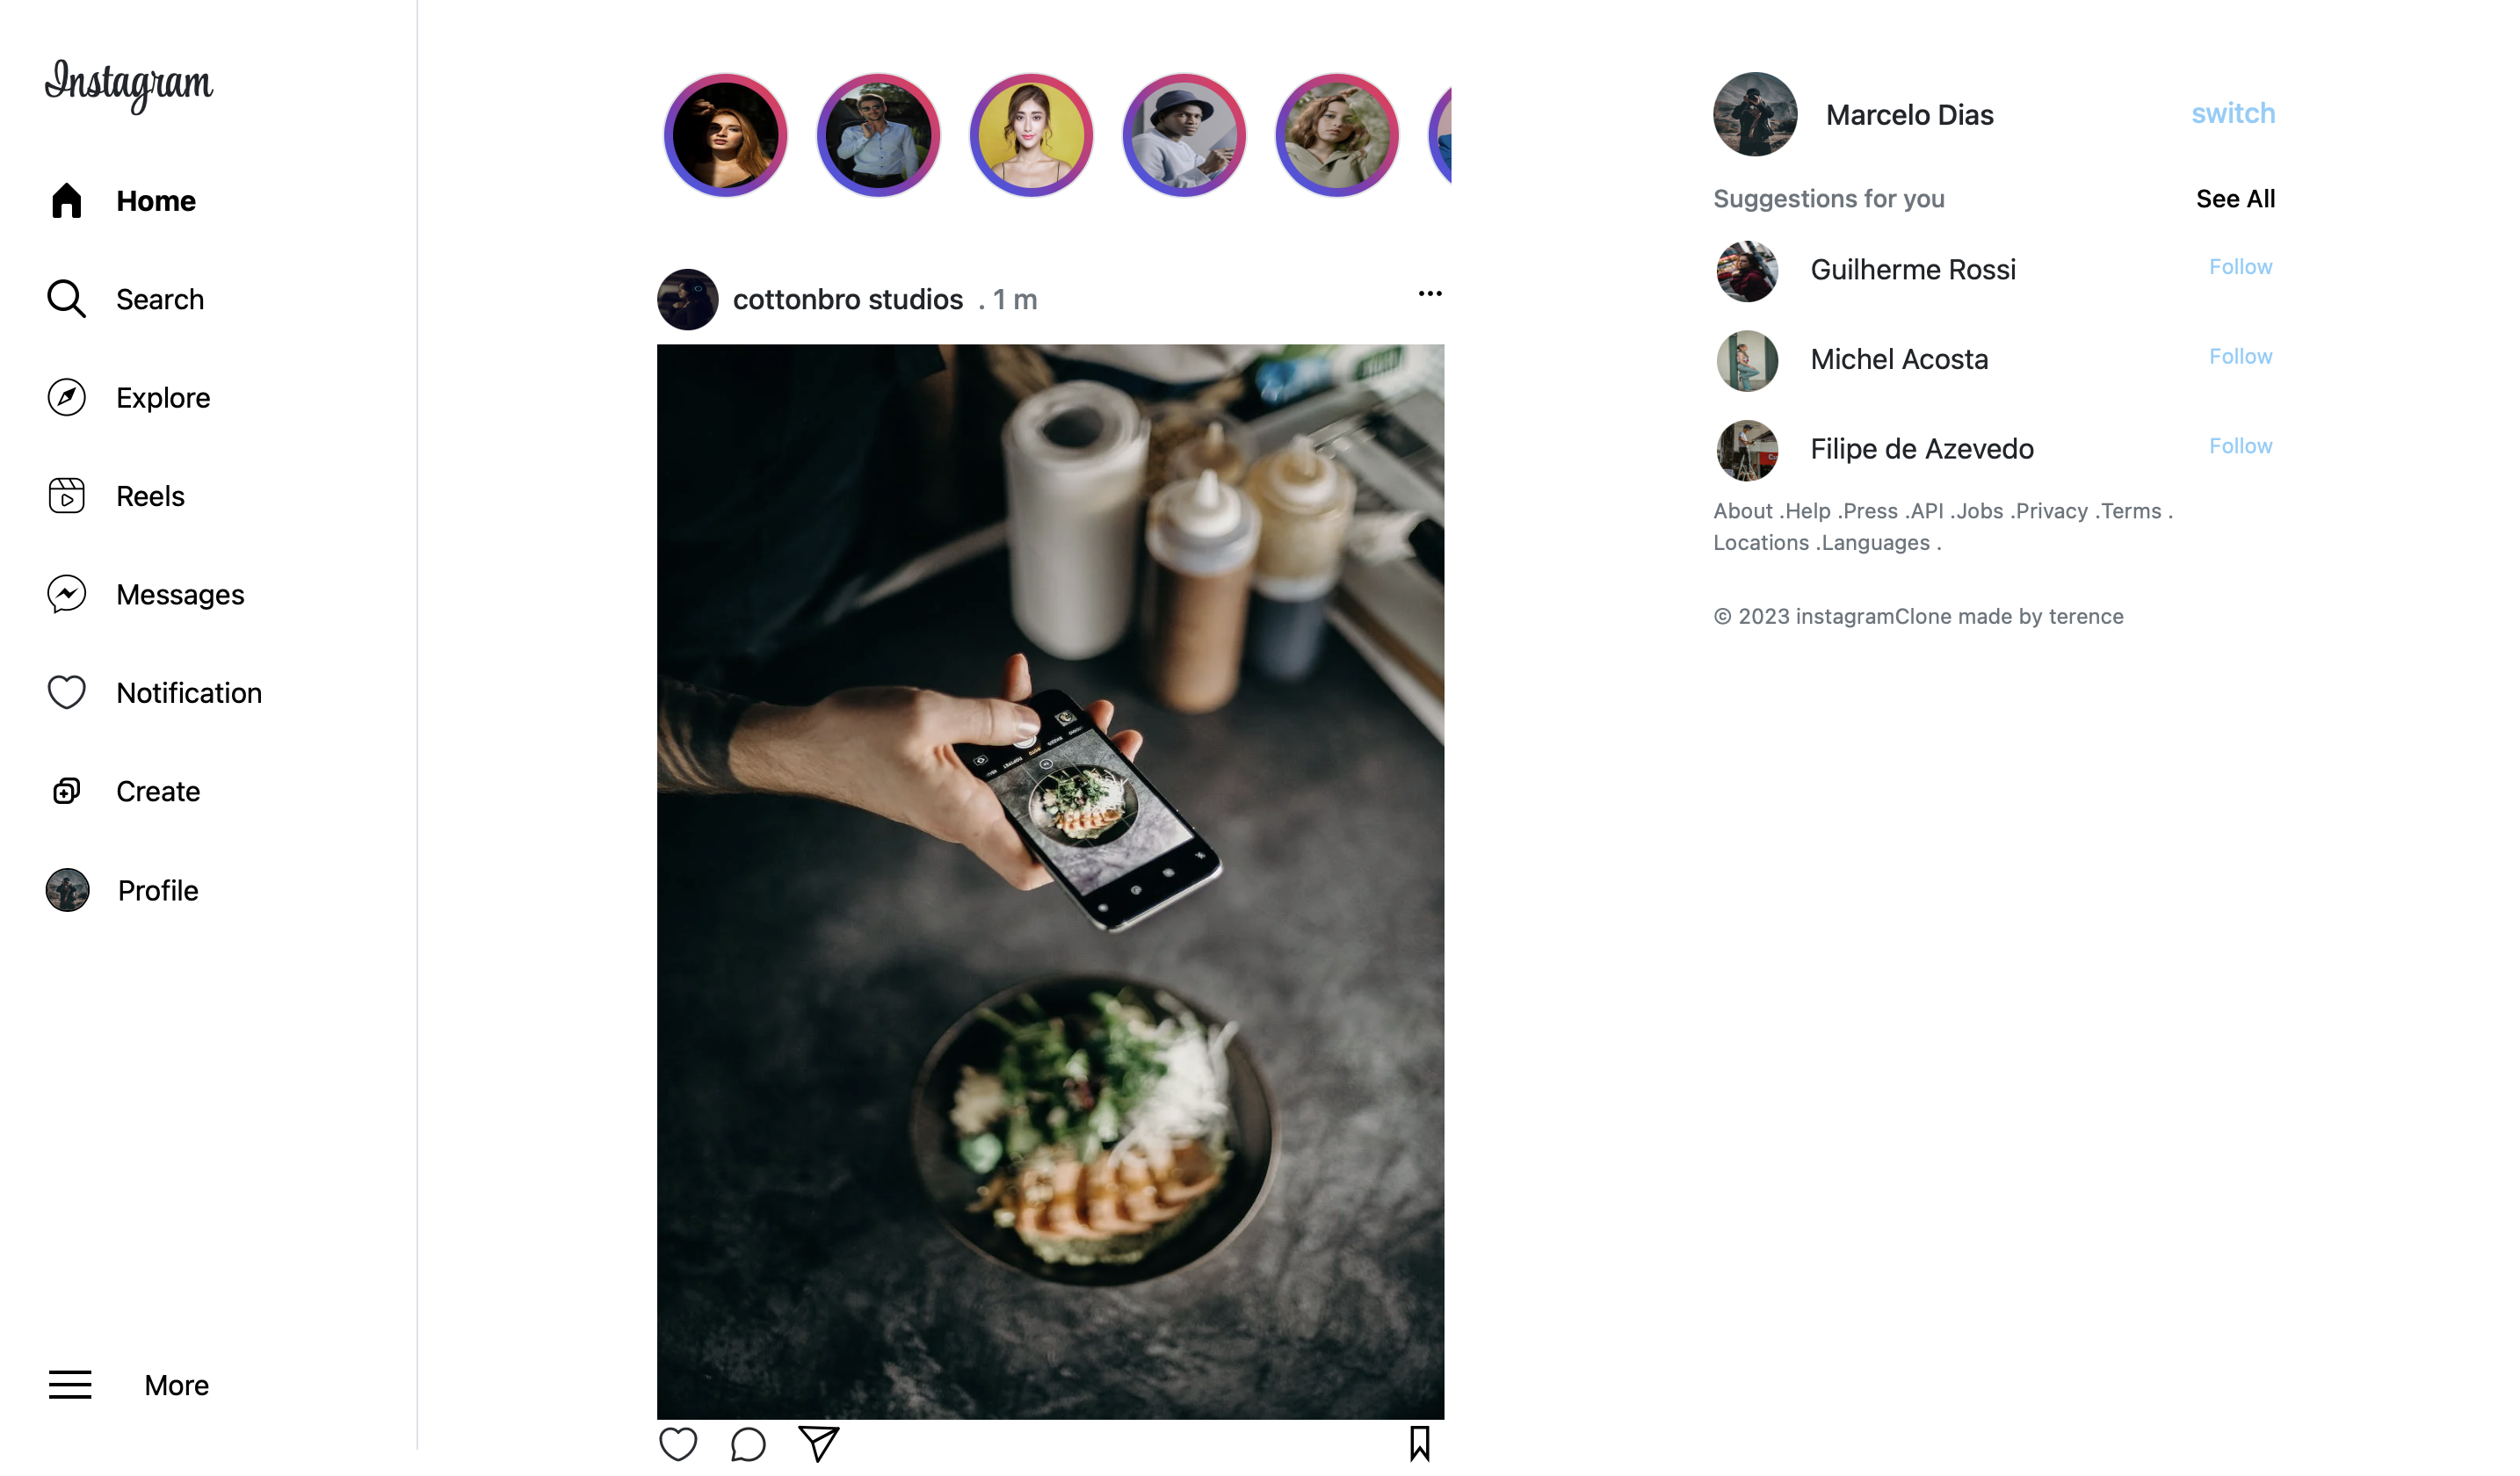 Instagram
Home
Search
Explore
Reels
Messages
Notification
Create
Profile
More
cottonbro studios . 1 m
Marcelo Dias switch
Suggestions for you See All
Guilherme Rossi Follow
Michel Acosta Follow
Filipe de Azevedo Follow
About .Help .Press .API .Jobs .Privacy .Terms .
Locations .Languages .
© 2023 instagramClone made by terence